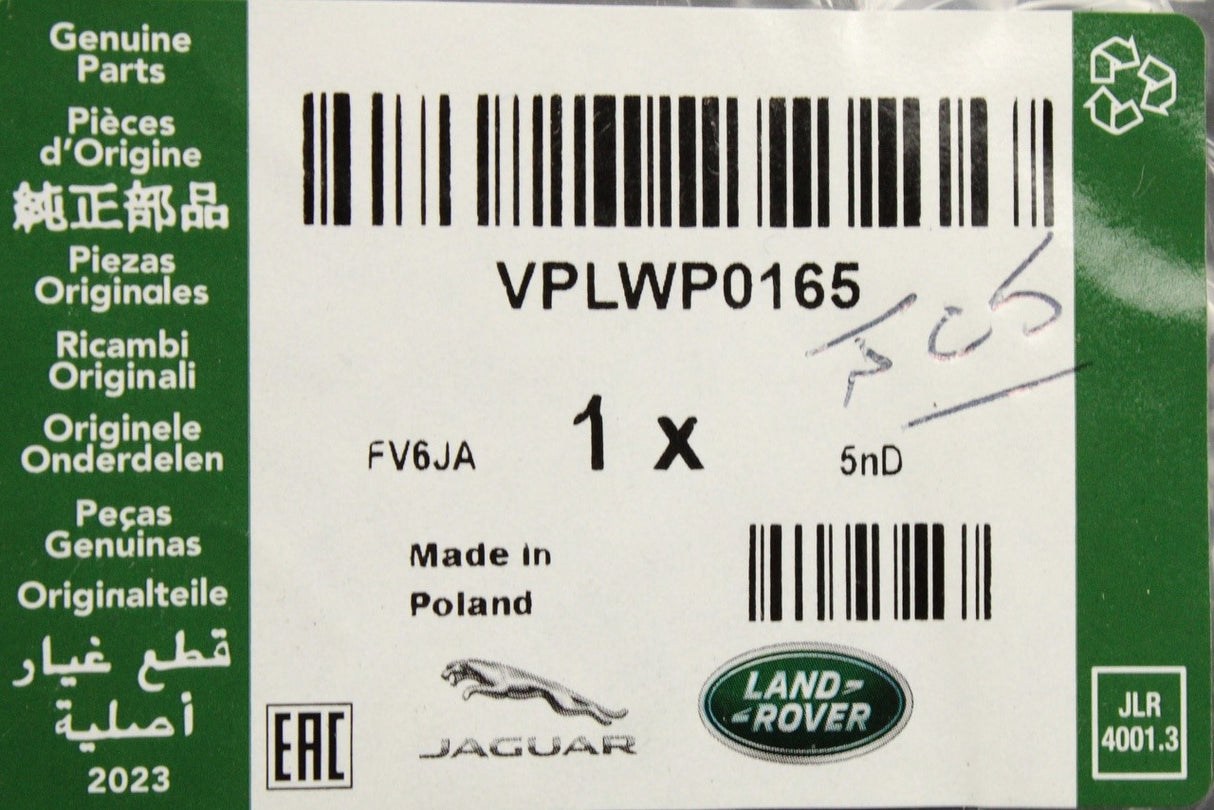 Genuine
Parts
Pièces
d'Origine
純正部品
Piezas
Originales
Ricambi
Originali
Originele
Onderdelen
Peças
Genuinas
Originalteile
قطع غيار
أصلية
2023
VPLWP0165
FV6JA
1 x
5nD
Made in
Poland
JAGUAR
LAND-
-ROVER
EAC
JLR
4001.3